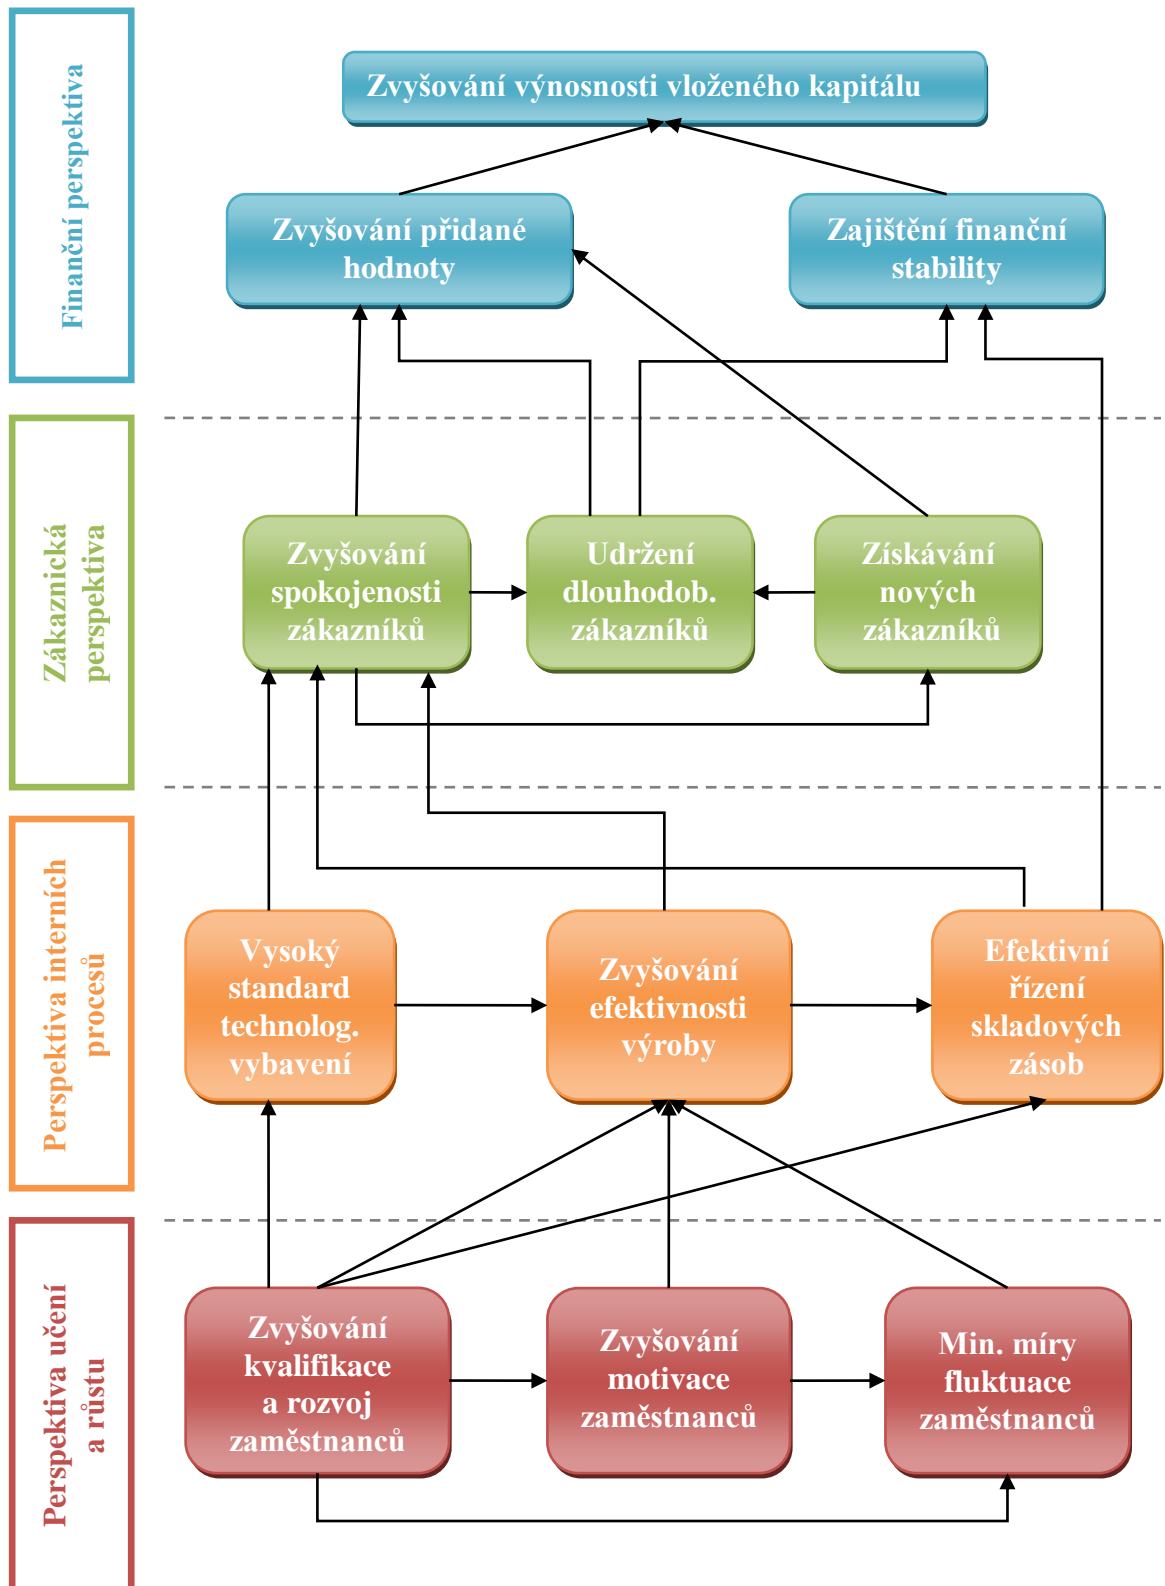 Finanční perspektiva
Zvyšování výnosnosti vloženého kapitálu
Zvyšování přidané
hodnoty
Zajištění finanční
stability
Zákaznická
perspektiva
Zvyšování
spokojenosti
zákazníků
Udržení
dlouhodob.
zákazníků
Získávání
nových
zákazníků
Perspektiva interních
procesů
Vysoký
standard
technolog.
vybavení
Zvyšování
efektivnosti
výroby
Efektivní
řízení
skladových
zásob
Perspektiva učení
a růstu
Zvyšování
kvalifikace
a rozvoj
zaměstnanců
Zvyšování
motivace
zaměstnanců
Min. míry
fluktuace
zaměstnanců